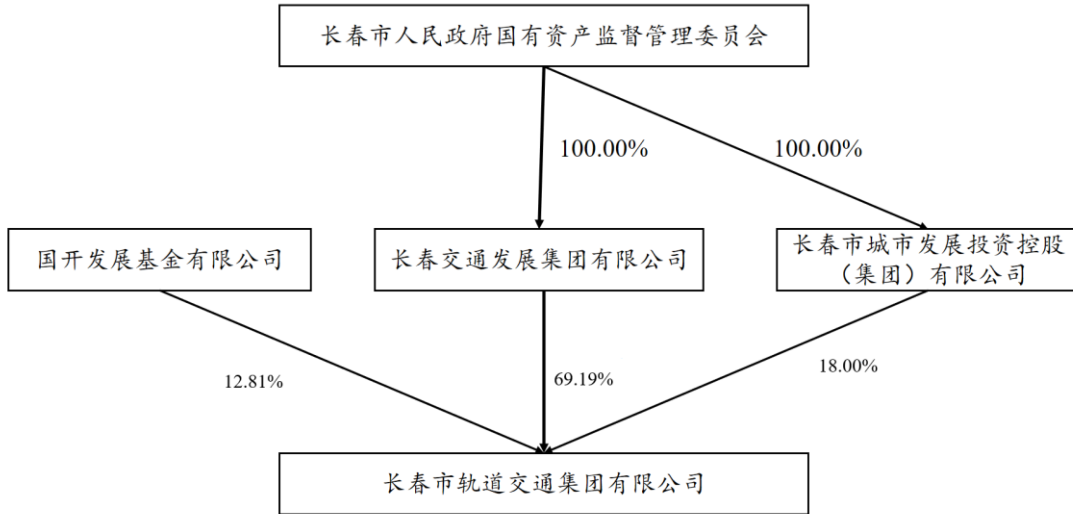 长春市人民政府国有资产监督管理委员会
100.00%
100.00%
国开发展基金有限公司
长春交通发展集团有限公司
长春市城市发展投资控股
（集团）有限公司
12.81%
69.19%
18.00%
长春市轨道交通集团有限公司